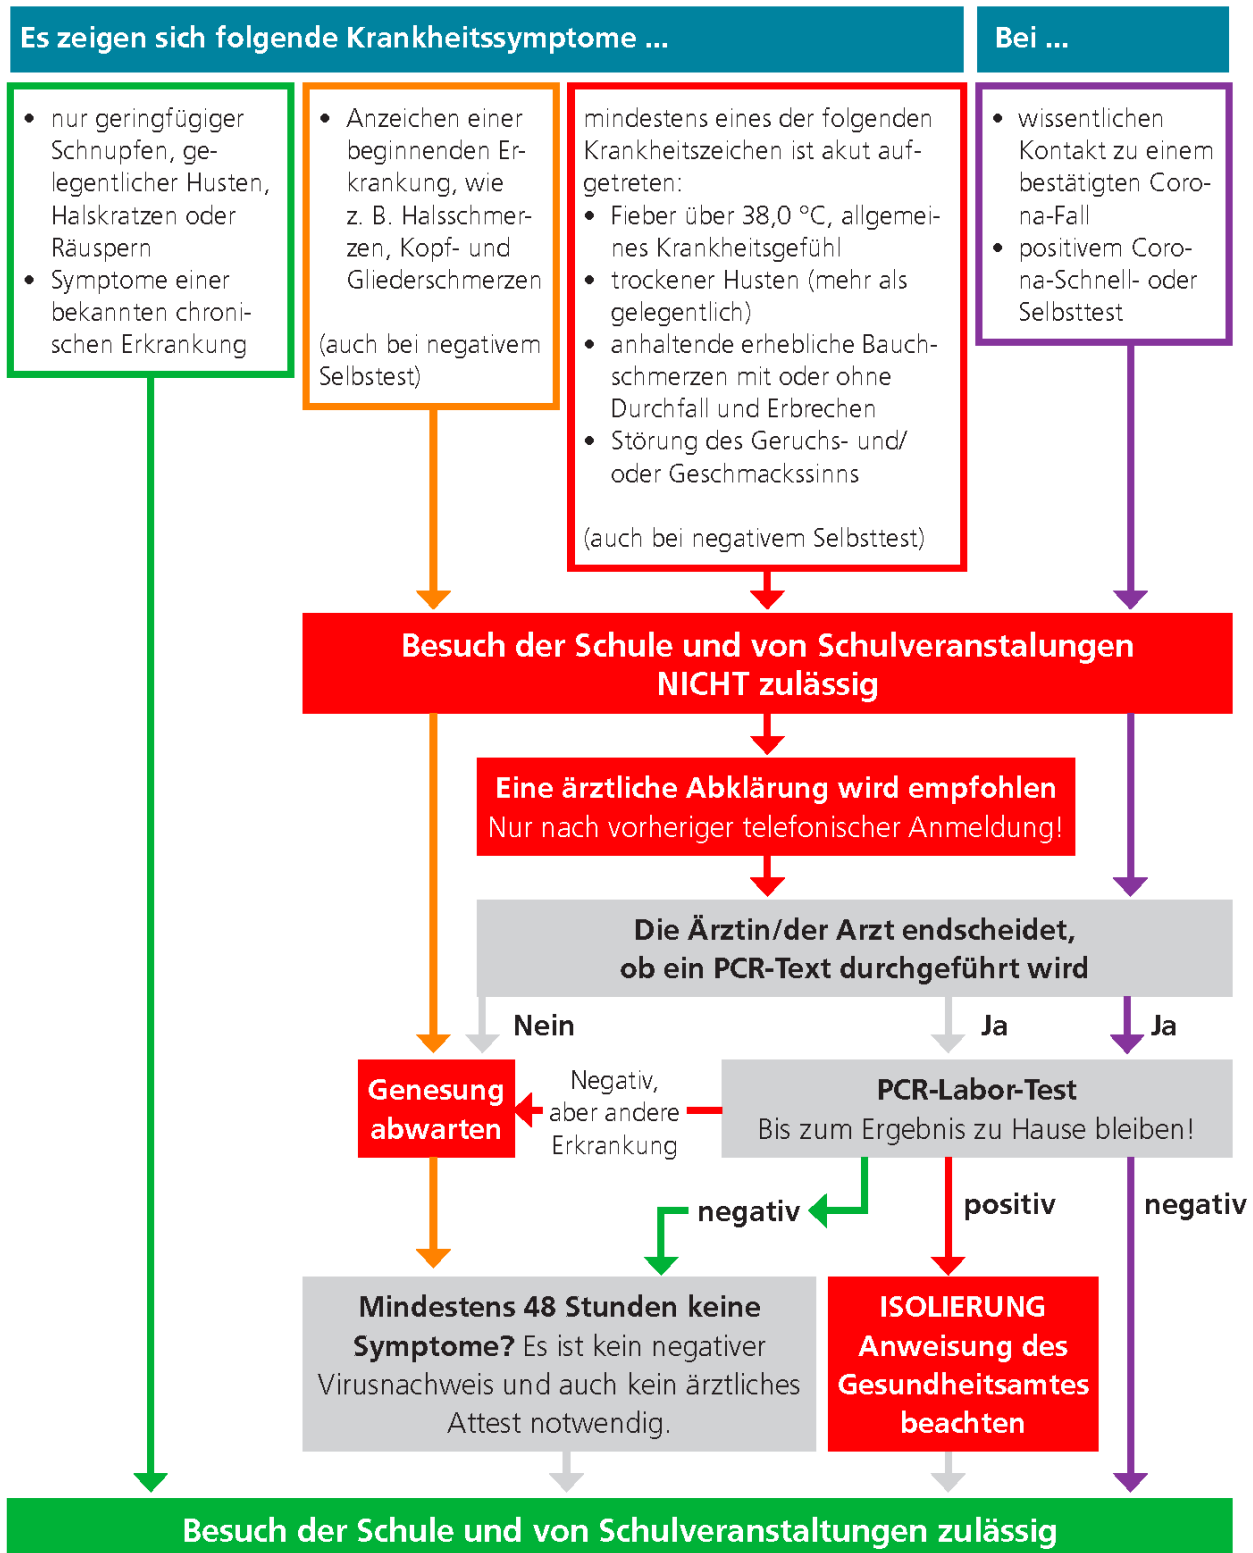 Es zeigen sich folgende Krankheitssymptome ...
Bei ...
• nur geringfügiger
Schnupfen, ge-
legentlicher Husten,
Halskratzen oder
Räuspern
• Symptome einer
bekannten chroni-
schen Erkrankung
• Anzeichen einer
beginnenden Er-
krankung, wie
z. B. Halsschmer-
zen, Kopf- und
Gliederschmerzen
(auch bei negativem
Selbstest)
mindestens eines der folgenden
Krankheitszeichen ist akut auf-
getreten:
• Fieber über 38,0 °C, allgemei-
nes Krankheitsgefühl
• trockener Husten (mehr als
gelegentlich)
• anhaltende erhebliche Bauch-
schmerzen mit oder ohne
Durchfall und Erbrechen
• Störung des Geruchs- und/
oder Geschmackssinns
(auch bei negativem Selbsttest)
• wissentlichen
Kontakt zu einem
bestätigten Coro-
na-Fall
• positivem Coro-
na-Schnell- oder
Selbsttest
Besuch der Schule und von Schulveranstalungen
NICHT zulässig
Eine ärztliche Abklärung wird empfohlen
Nur nach vorheriger telefonischer Anmeldung!
Die Ärztin/der Arzt endscheidet,
ob ein PCR-Text durchgeführt wird
Nein
Ja
Ja
Genesung
abwarten
Negativ,
aber andere
Erkrankung
PCR-Labor-Test
Bis zum Ergebnis zu Hause bleiben!
negativ
positiv
negativ
Mindestens 48 Stunden keine
Symptome? Es ist kein negativer
Virusnachweis und auch kein ärztliches
Attest notwendig.
ISOLIERUNG
Anweisung des
Gesundheitsamtes
beachten
Besuch der Schule und von Schulveranstaltungen zulässig